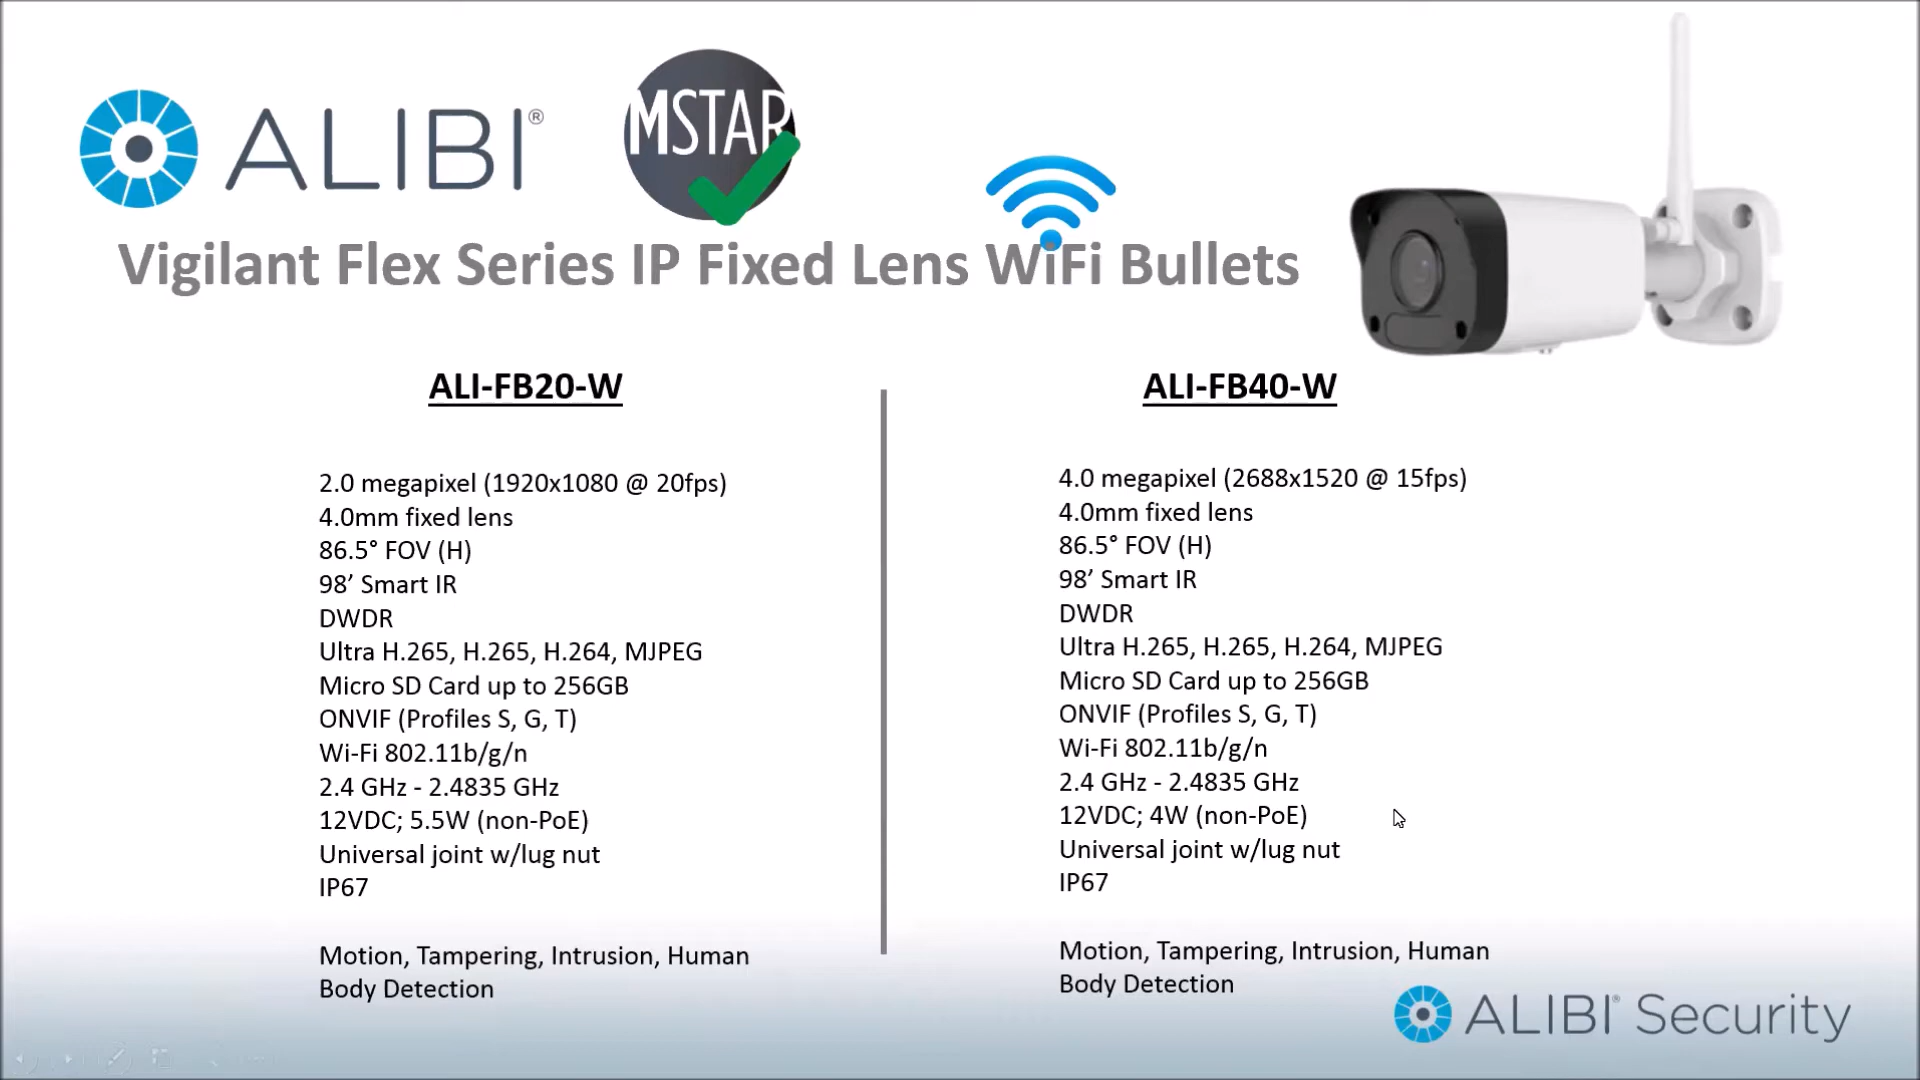 ALIBI®
MSTAR
Vigilant Flex Series IP Fixed Lens WiFi Bullets
ALI-FB20-W
2.0 megapixel (1920x1080 @ 20fps)
4.0mm fixed lens
86.5° FOV (H)
98’ Smart IR
DWDR
Ultra H.265, H.265, H.264, MJPEG
Micro SD Card up to 256GB
ONVIF (Profiles S, G, T)
Wi-Fi 802.11b/g/n
2.4 GHz - 2.4835 GHz
12VDC; 5.5W (non-PoE)
Universal joint w/lug nut
IP67
Motion, Tampering, Intrusion, Human
Body Detection
ALI-FB40-W
4.0 megapixel (2688x1520 @ 15fps)
4.0mm fixed lens
86.5° FOV (H)
98’ Smart IR
DWDR
Ultra H.265, H.265, H.264, MJPEG
Micro SD Card up to 256GB
ONVIF (Profiles S, G, T)
Wi-Fi 802.11b/g/n
2.4 GHz - 2.4835 GHz
12VDC; 4W (non-PoE)
Universal joint w/lug nut
IP67
Motion, Tampering, Intrusion, Human
Body Detection
ALIBI® Security